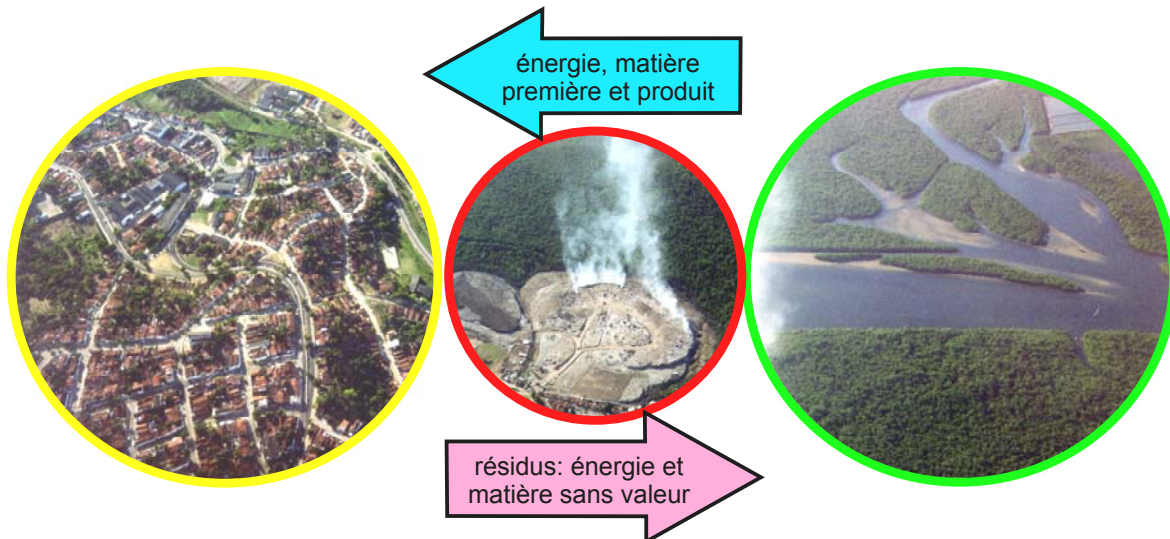 énergie, matière
première et produit
résidus: énergie et
matière sans valeur